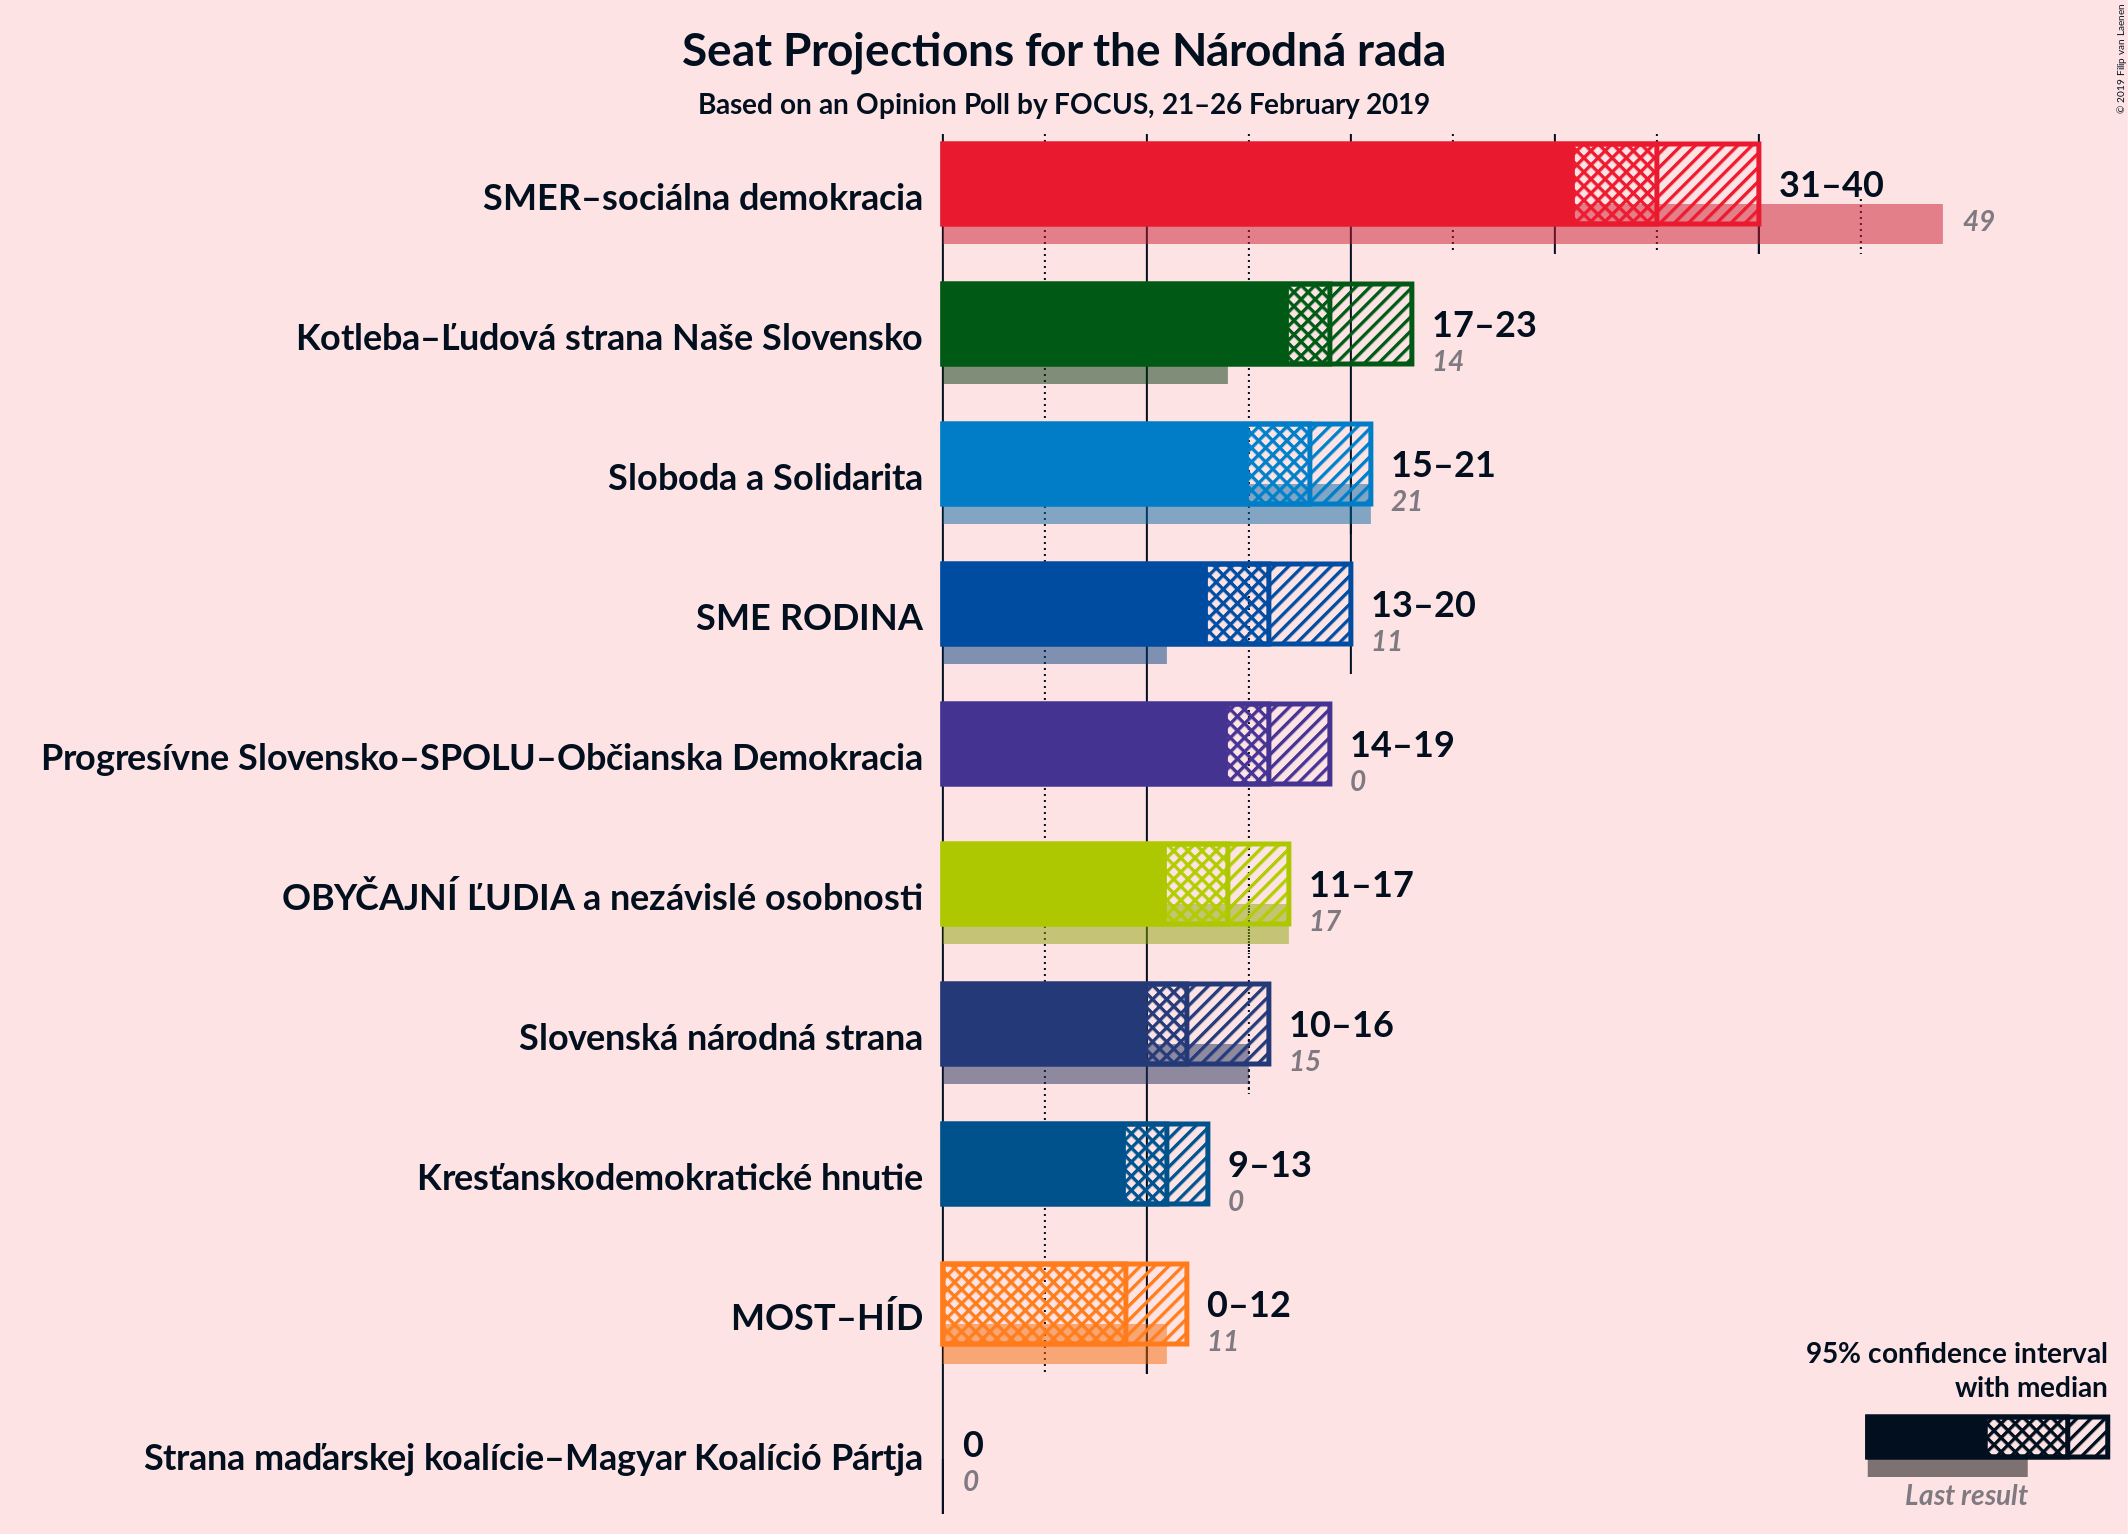 Seat Projections for the Národná rada
Based on an Opinion Poll by FOCUS, 21–26 February 2019
© 2019 Filip van Laenen
SMER–sociálna demokracia
31–40
49
Kotleba–Ľudová strana Naše Slovensko
17–23
14
Sloboda a Solidarita
15–21
21
SME RODINA
13–20
11
Progresívne Slovensko–SPOLU–Občianska Demokracia
14–19
0
OBYČAJNÍ ĽUDIA a nezávislé osobnosti
11–17
17
Slovenská národná strana
10–16
15
Kresťanskodemokratické hnutie
9–13
0
MOST–HÍD
0–12
11
Strana maďarskej koalície–Magyar Koalíció Pártja
0
0
95% confidence interval
with median
Last result